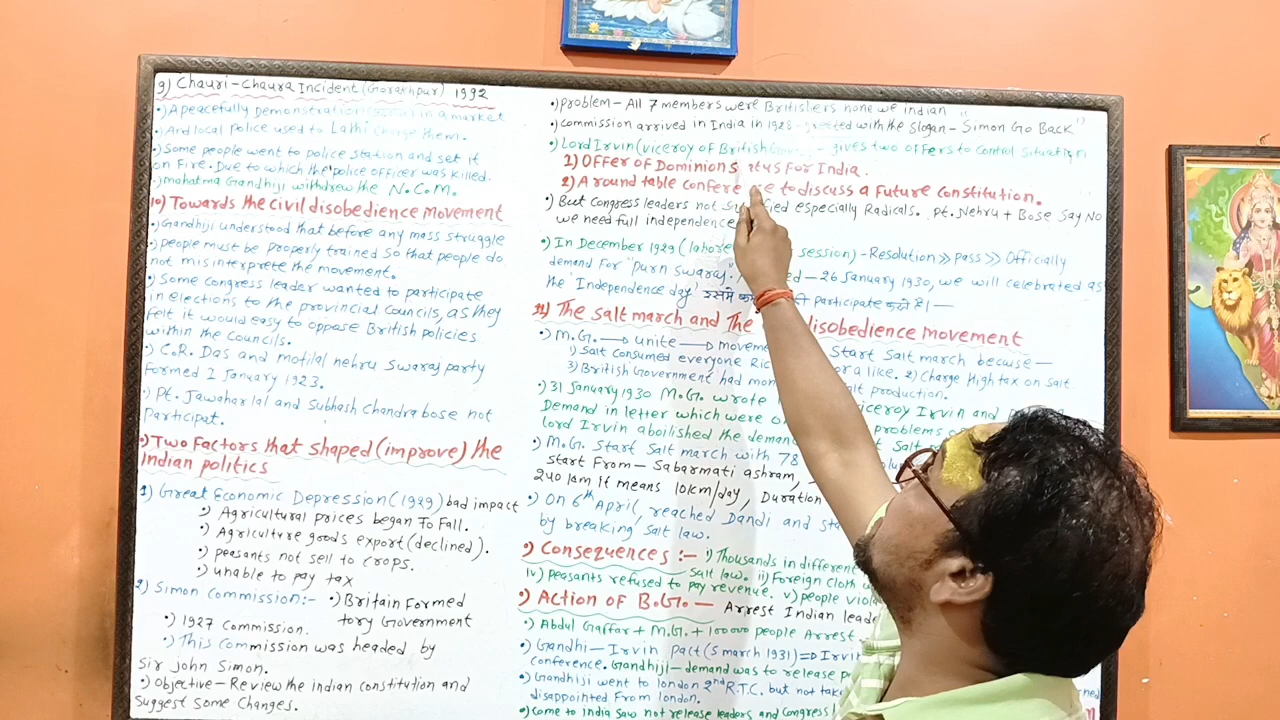 9) Chauri-Chaura Incident (Gorakhpur) 1992
•) A peacefully Demonstration in a market
•) And local police used to Lathi Charge them.
•) Some people went to police station and set it
on Fire. Due to which the police officer was killed.
•) mahatma Gandhiji withdrew the N.C.M.
10) Towards the civil disobedience movement
•) Gandhiji understood that before any mass struggle
•) people must be properly trained so that people do
not misinterprete the movement.
•) Some Congress leader wanted to participate
in elections to the provincial Councils, as they
felt it would easy to oppose British policies
within the Councils.
•) C.R. Das and motilal nehru Swaraj party
Formed 1 January 1923.
•) Pt. Jawaharlal and Subhash Chandra bose not
Participat.
•) Two Factors that shaped (improve) the
Indian politics
1) Great Economic Depression (1929) bad impact
•) Agricultural prices began To Fall.
•) Agriculture goods export (declined).
•) peasants not sell to crops.
•) unable to pay tax
2) Simon Commission:- •) Britain Formed
tory Government
•) 1927 commission.
•) This Commission was headed by
Sir john Simon.
•) Objective - Review the indian constitution and
Suggest Some Changes.
•) problem - All 7 members were Britishers none we indian
•) commission arrived in India in 1928 - greeted with the Slogan - Simon Go Back"
•) Lord Irvin (viceroy of British - gives two offers to Control Situation
1) Offer of Dominion For India.
2) A round table to discuss a Future Constitution.
•) But Congress leaders not especially Radicals. Pt. Nehru + Bose Say No
we need full independence
•) In December 1929 (lahore session) - Resolution >> pass >> Officially
demand For "Purn Swaraj. - 26 January 1930, we will celebrated as
the 'Independence day' इसमे participate करते है। —
11) The salt march and The disobedience movement
•) M.G. → unite → movement Start Salt march becuse —
1) Salt consumed everyone or a like. 2) Charge High tax on Salt
3) British Government had production.
•) 31 January 1930 M.G. wrote Viceroy Irvin and
Demand in letter which were problems
lord Irvin aboilished the demand Salt
•) M.G. Start Salt march with 78
Start From - Sabarmati ashram,
240 It means 10km/day, Duration
•) On 6th April, reached Dandi and
by breaking Salt law.
•) Consequences :- i) Thousands in different
Salt law. ii) Foreign cloth
iv) Peasants refused to pay revenue. v) people
•) Action of B.G. — Arrest Indian
•) Abdul Gaffar + M.G. + 100000 people Arrest.
•) Gandhi - Irvin pact (5 march 1931) ⇒
conference. Gandhiji - demand was to release
•) Gandhiji went to london 2nd R.T.C. but not
disappointed From london.
•) Come to India saw not release leaders and Congress